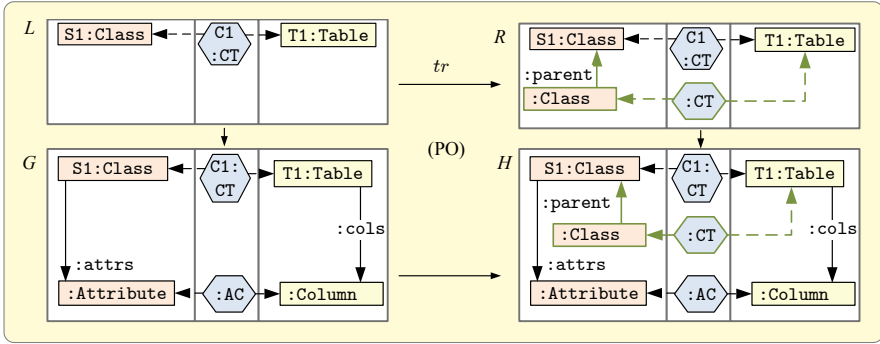 L
S1:Class
C1
:CT
T1:Table
tr
R
S1:Class
C1
:CT
T1:Table
:parent
:Class
:CT
G
S1:Class
C1:
CT
T1:Table
:cols
:attrs
:Attribute
:AC
:Column
(PO)
H
S1:Class
C1:
CT
T1:Table
:parent
:Class
:CT
:cols
:attrs
:Attribute
:AC
:Column